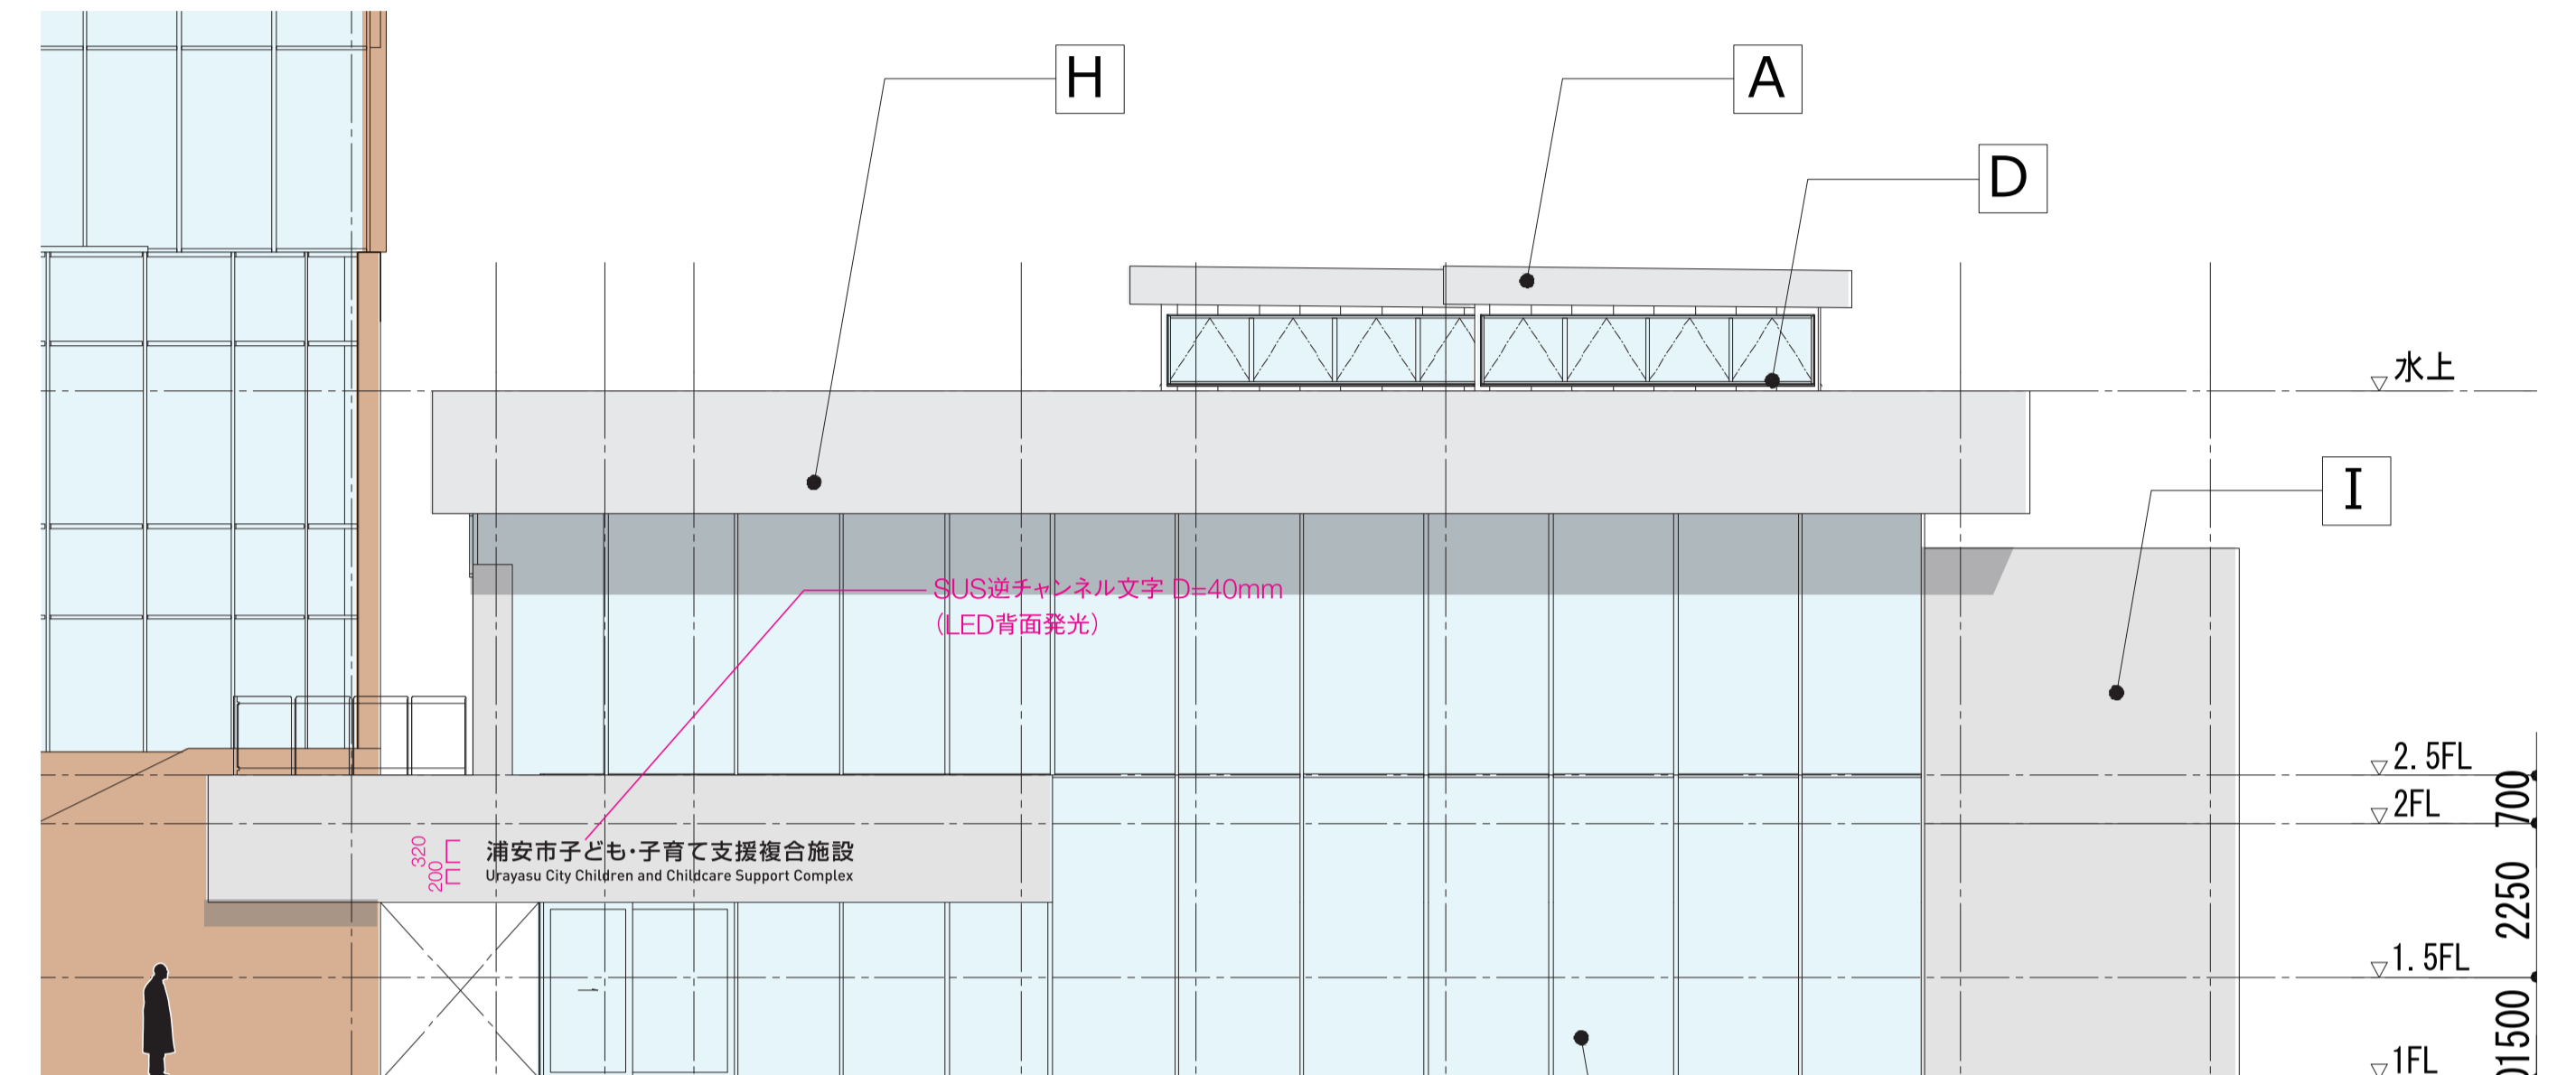 H
A
D
水上
I
SUS逆チャンネル文字 D=40mm
（LED背面発光）
2.5FL
700
2FL
320
200
浦安市子ども・子育て支援複合施設
Urayasu City Children and Childcare Support Complex
2250
1.5FL
1500
1FL